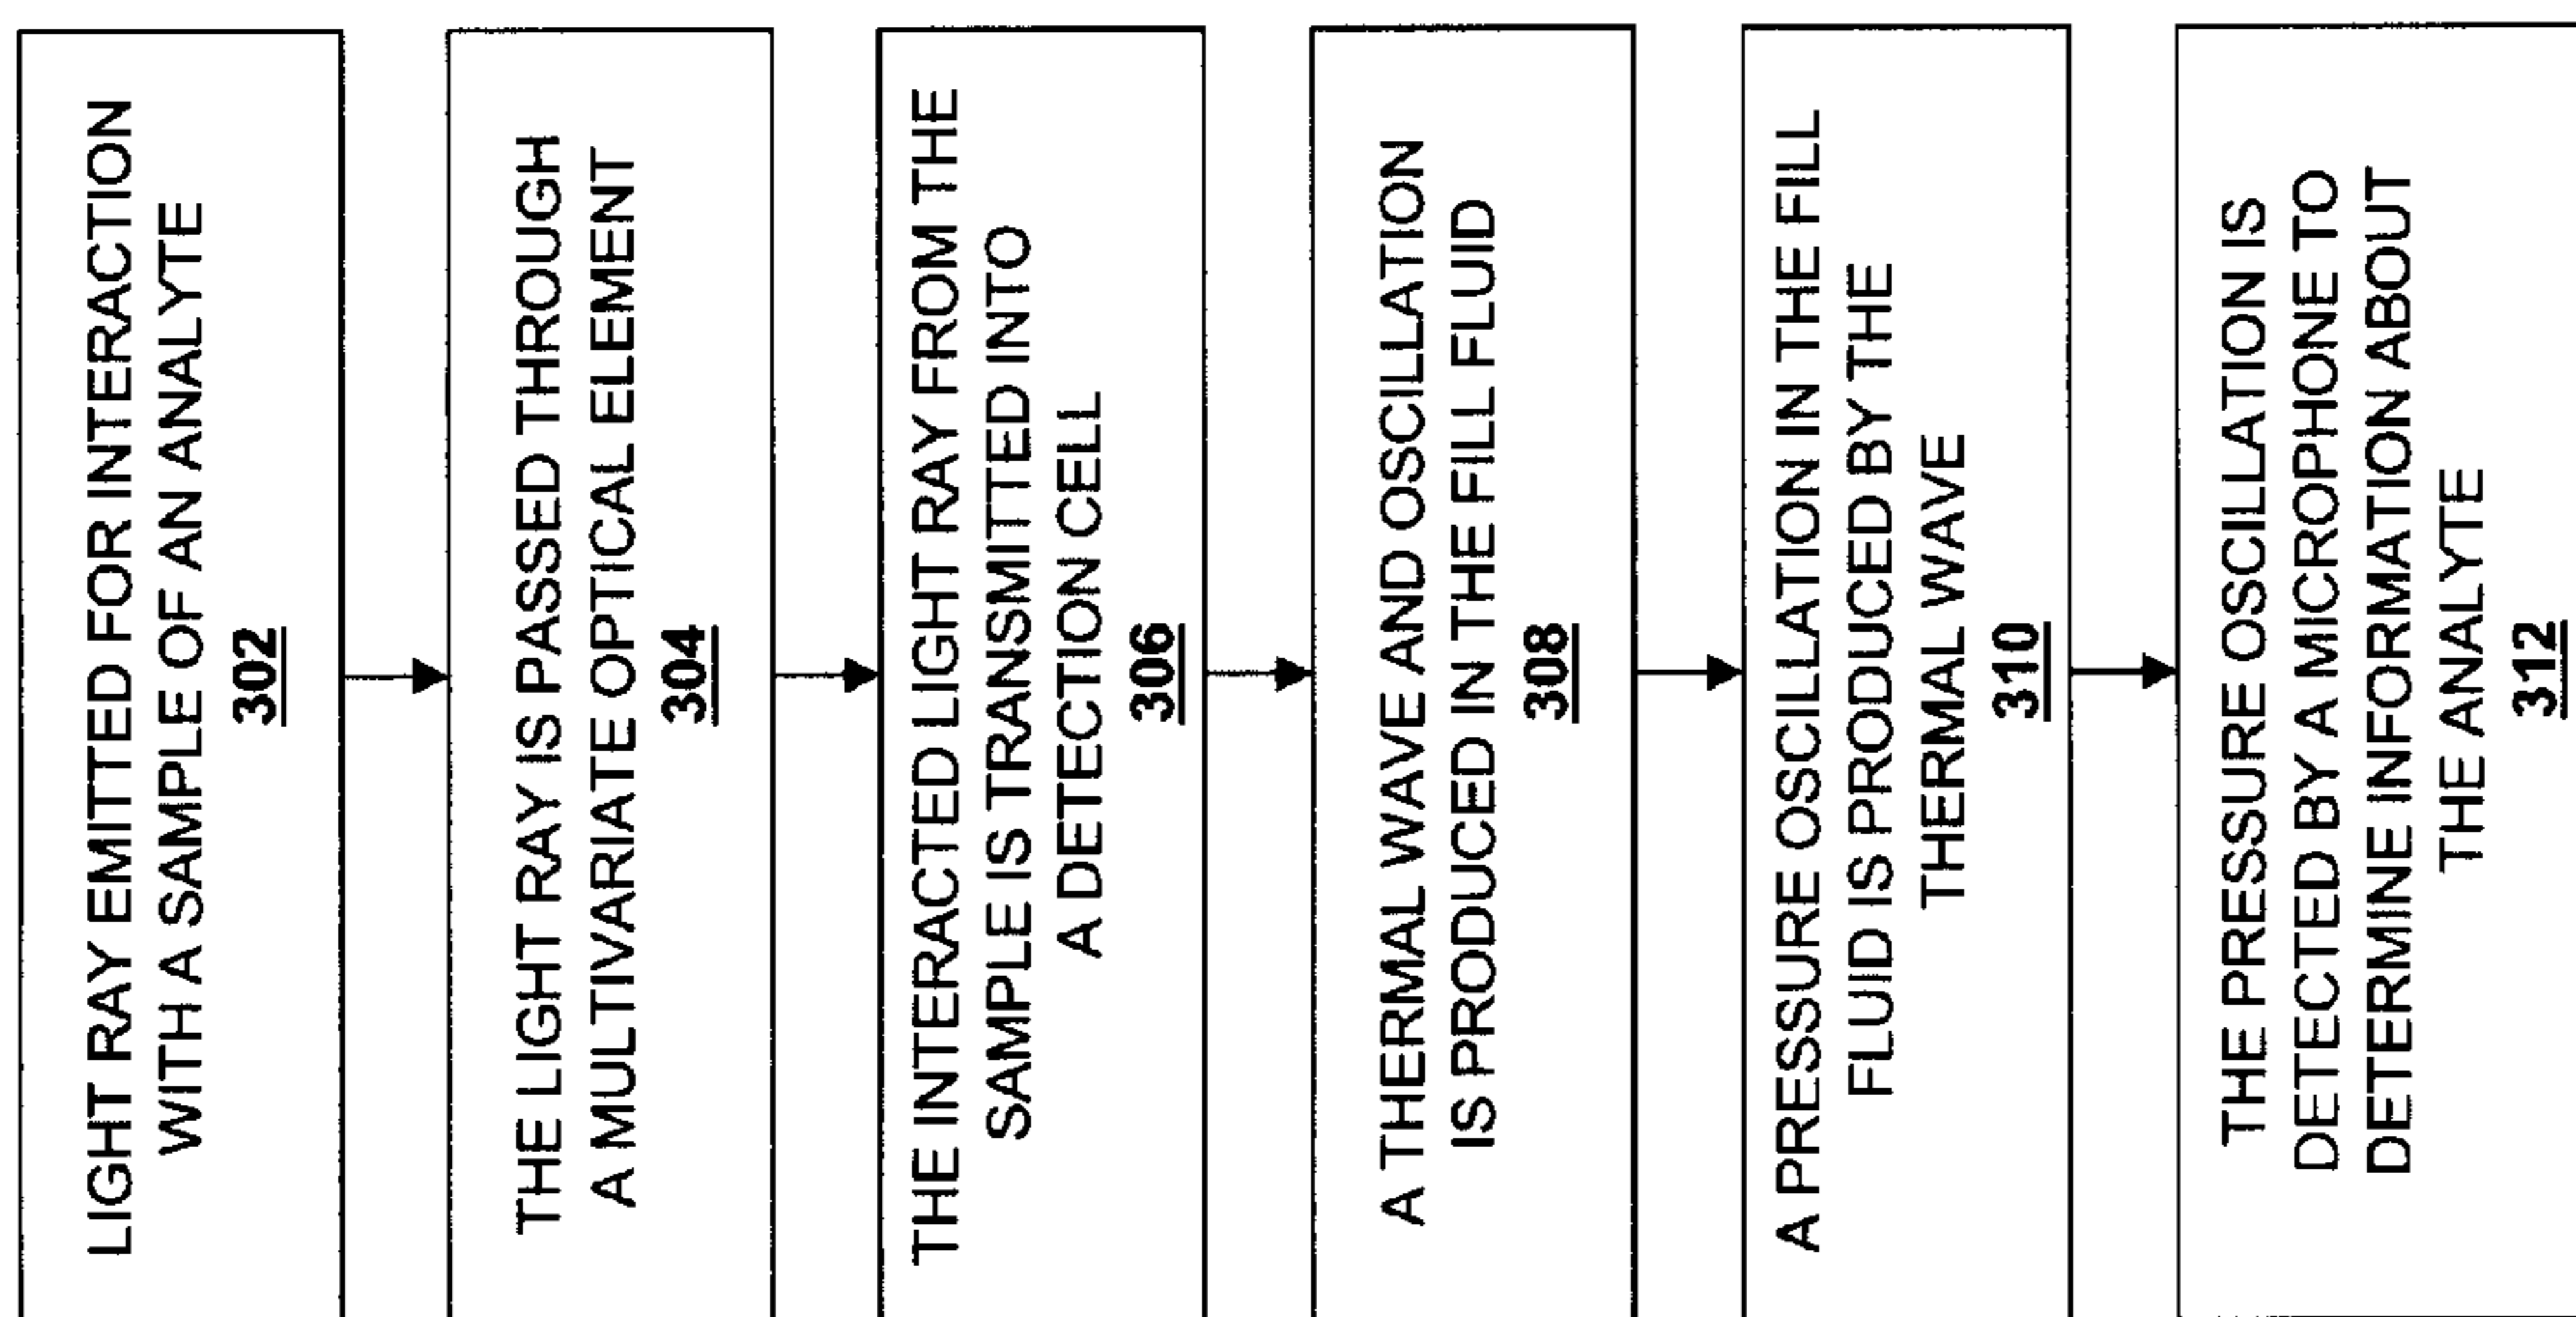 LIGHT RAY EMITTED FOR INTERACTION
WITH A SAMPLE OF AN ANALYTE
302
THE LIGHT RAY IS PASSED THROUGH
A MULTIVARIATE OPTICAL ELEMENT
304
THE INTERACTED LIGHT RAY FROM THE
SAMPLE IS TRANSMITTED INTO
A DETECTION CELL
306
A THERMAL WAVE AND OSCILLATION
IS PRODUCED IN THE FILL FLUID
308
A PRESSURE OSCILLATION IN THE FILL
FLUID IS PRODUCED BY THE
THERMAL WAVE
310
THE PRESSURE OSCILLATION IS
DETECTED BY A MICROPHONE TO
DETERMINE INFORMATION ABOUT
THE ANALYTE
312